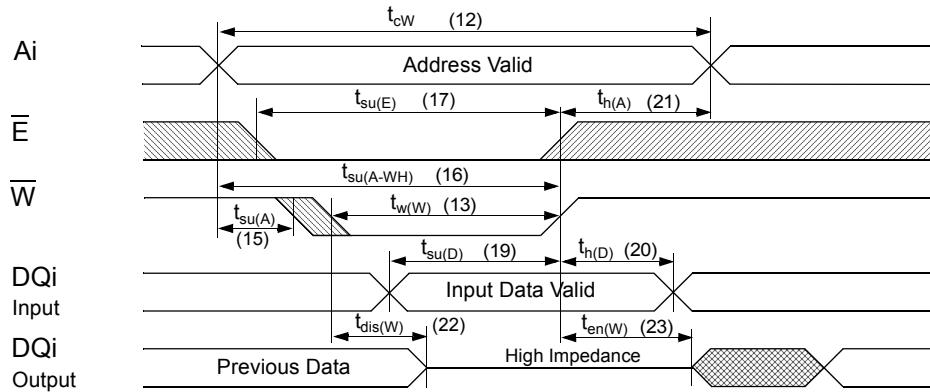 t_cW (12)
Ai
Address Valid
t_su(E) (17)
t_h(A) (21)
E̅
t_su(A-WH) (16)
W̅
t_w(W) (13)
t_su(A)
(15)
t_su(D) (19)
t_h(D) (20)
DQi
Input
Input Data Valid
t_dis(W) (22)
t_en(W) (23)
DQi
Output
Previous Data
High Impedance